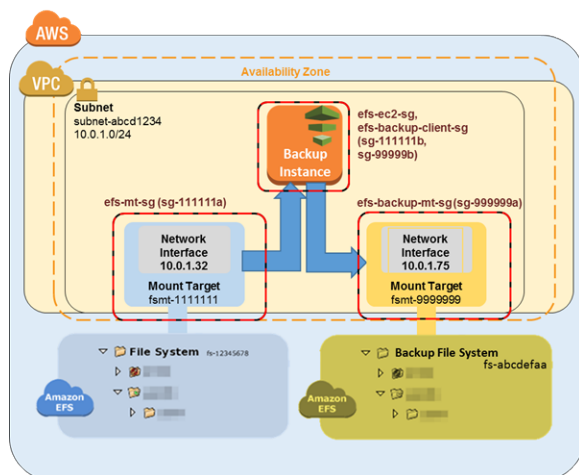 AWS
Availability Zone
VPC
Subnet
subnet-abcd1234
10.0.1.0/24
Backup
Instance
efs-ec2-sg,
efs-backup-client-sg
(sg-111111b,
sg-99999b)
efs-mt-sg (sg-111111a)
efs-backup-mt-sg(sg-999999a)
Network
Interface
10.0.1.32
Mount Target
fsmt-1111111
Network
Interface
10.0.1.75
Mount Target
fsmt-9999999
File System fs-12345678
Amazon
EFS
Backup File System
fs-abcdefaa
Amazon
EFS